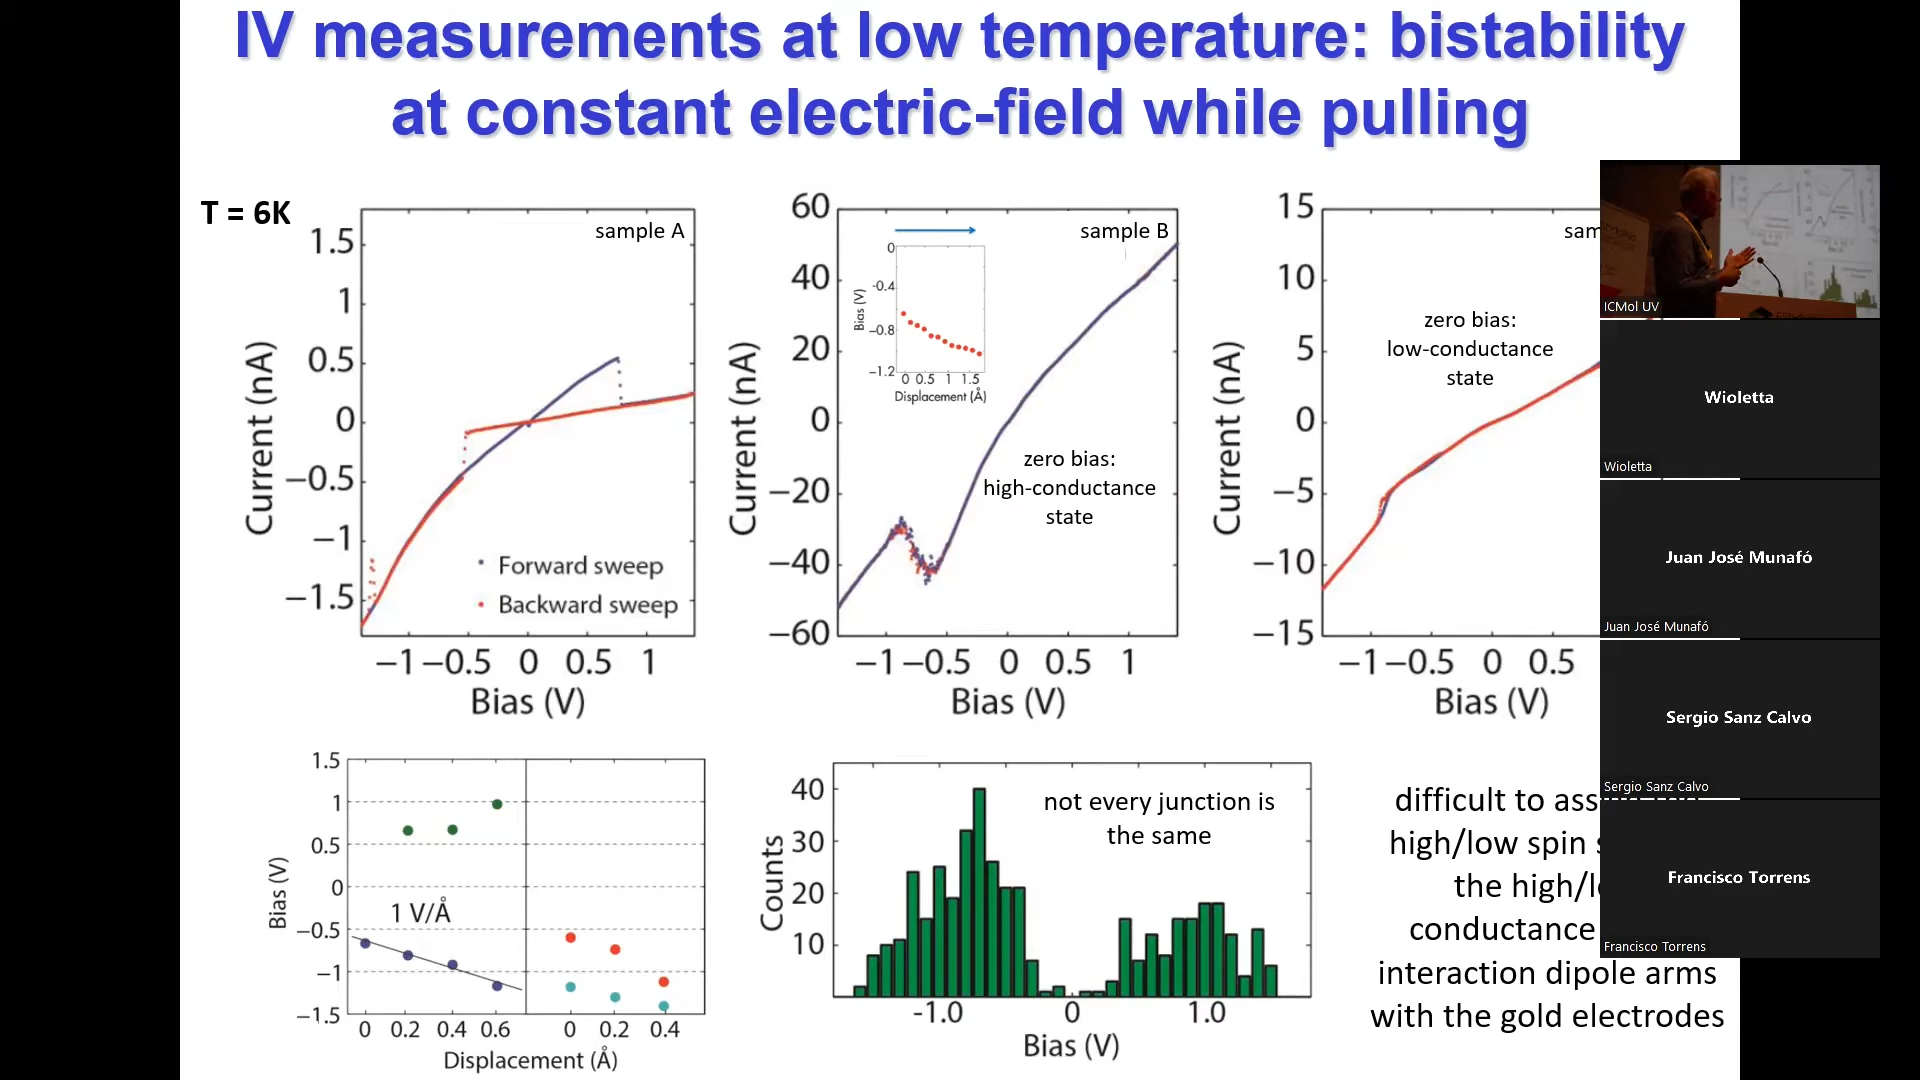 IV measurements at low temperature: bistability
at constant electric-field while pulling
T = 6K
sample A
1.5
1
0.5
0
−0.5
−1
−1.5
Current (nA)
Forward sweep
Backward sweep
−1 −0.5 0 0.5 1
Bias (V)
sample B
60
40
20
0
−20
−40
−60
Current (nA)
0
-0.4
−0.8
−1.2
Bias (V)
0 0.5 1 1.5
Displacement (Å)
zero bias:
high-conductance
state
−1 −0.5 0 0.5 1
Bias (V)
15
10
5
0
−5
−10
−15
Current (nA)
zero bias:
low-conductance
state
−1 −0.5 0 0.5
Bias (V)
1.5
1
0.5
0
−0.5
−1
−1.5
Bias (V)
1 V/Å
0 0.2 0.4 0.6 0 0.2 0.4
Displacement (Å)
40
30
20
10
Counts
not every junction is
the same
-1.0 0 1.0
Bias (V)
difficult to
high/low spin
the
conductance
interaction dipole arms
with the gold electrodes
ICMol UV
Wioletta
Wioletta
Juan José Munafó
Juan José Munafó
Sergio Sanz Calvo
Sergio Sanz Calvo
Francisco Torrens
Francisco Torrens